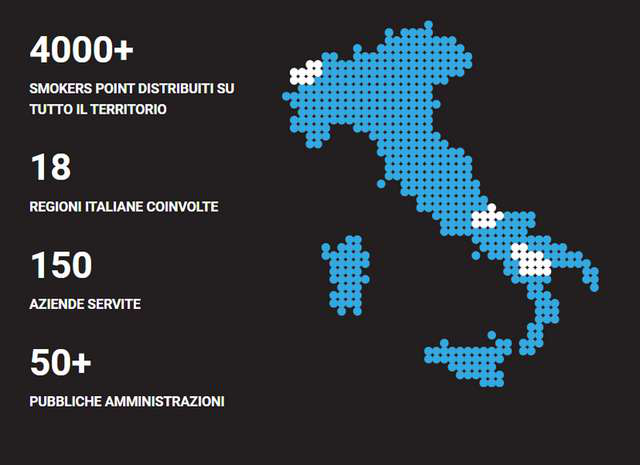 4000+
SMOKERS POINT DISTRIBUITI SU
TUTTO IL TERRITORIO
18
REGIONI ITALIANE COINVOLTE
150
AZIENDE SERVITE
50+
PUBBLICHE AMMINISTRAZIONI